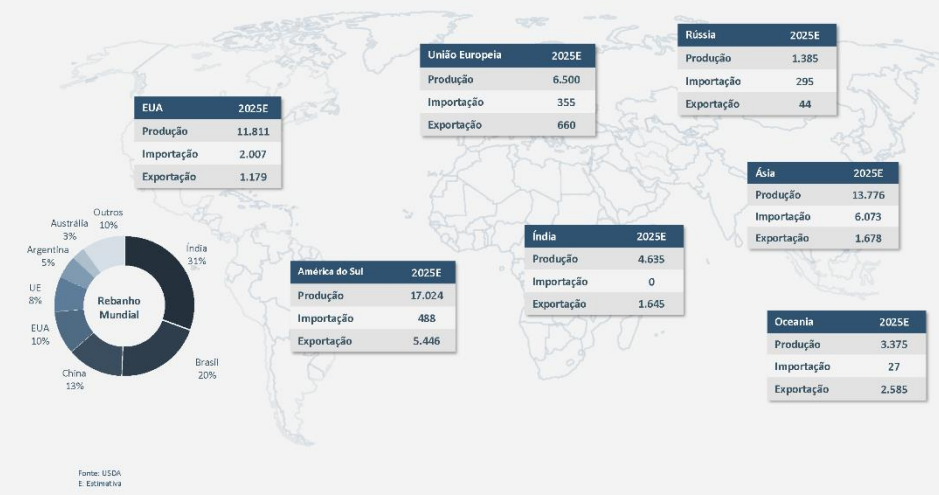 Rússia 2025E
Produção 1.385
Importação 295
Exportação 44
União Europeia 2025E
Produção 6.500
Importação 355
Exportação 660
EUA 2025E
Produção 11.811
Importação 2.007
Exportação 1.179
Ásia 2025E
Produção 13.776
Importação 6.073
Exportação 1.678
Índia 2025E
Produção 4.635
Importação 0
Exportação 1.645
América do Sul 2025E
Produção 17.024
Importação 488
Exportação 5.446
Oceania 2025E
Produção 3.375
Importação 27
Exportação 2.585
Rebanho
Mundial
Índia
31%
Brasil
20%
China
13%
EUA
10%
UE
8%
Argentina
5%
Austrália
3%
Outros
10%
Fonte: USDA
E: Estimativa